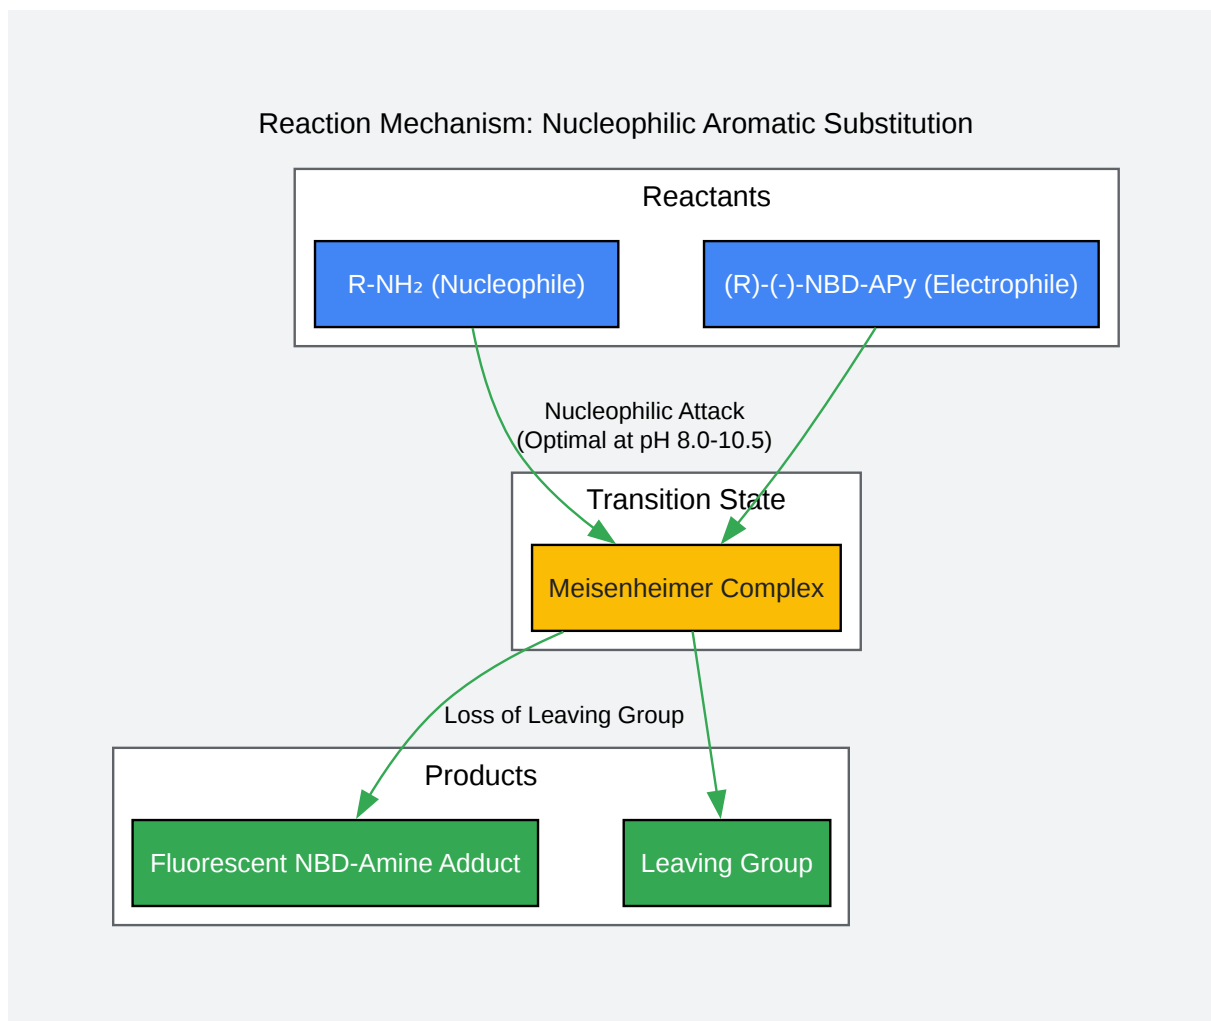 Reaction Mechanism: Nucleophilic Aromatic Substitution
Reactants
R-NH₂ (Nucleophile)
(R)-(-)-NBD-APy (Electrophile)
Nucleophilic Attack
(Optimal at pH 8.0-10.5)
Transition State
Meisenheimer Complex
Loss of Leaving Group
Products
Fluorescent NBD-Amine Adduct
Leaving Group